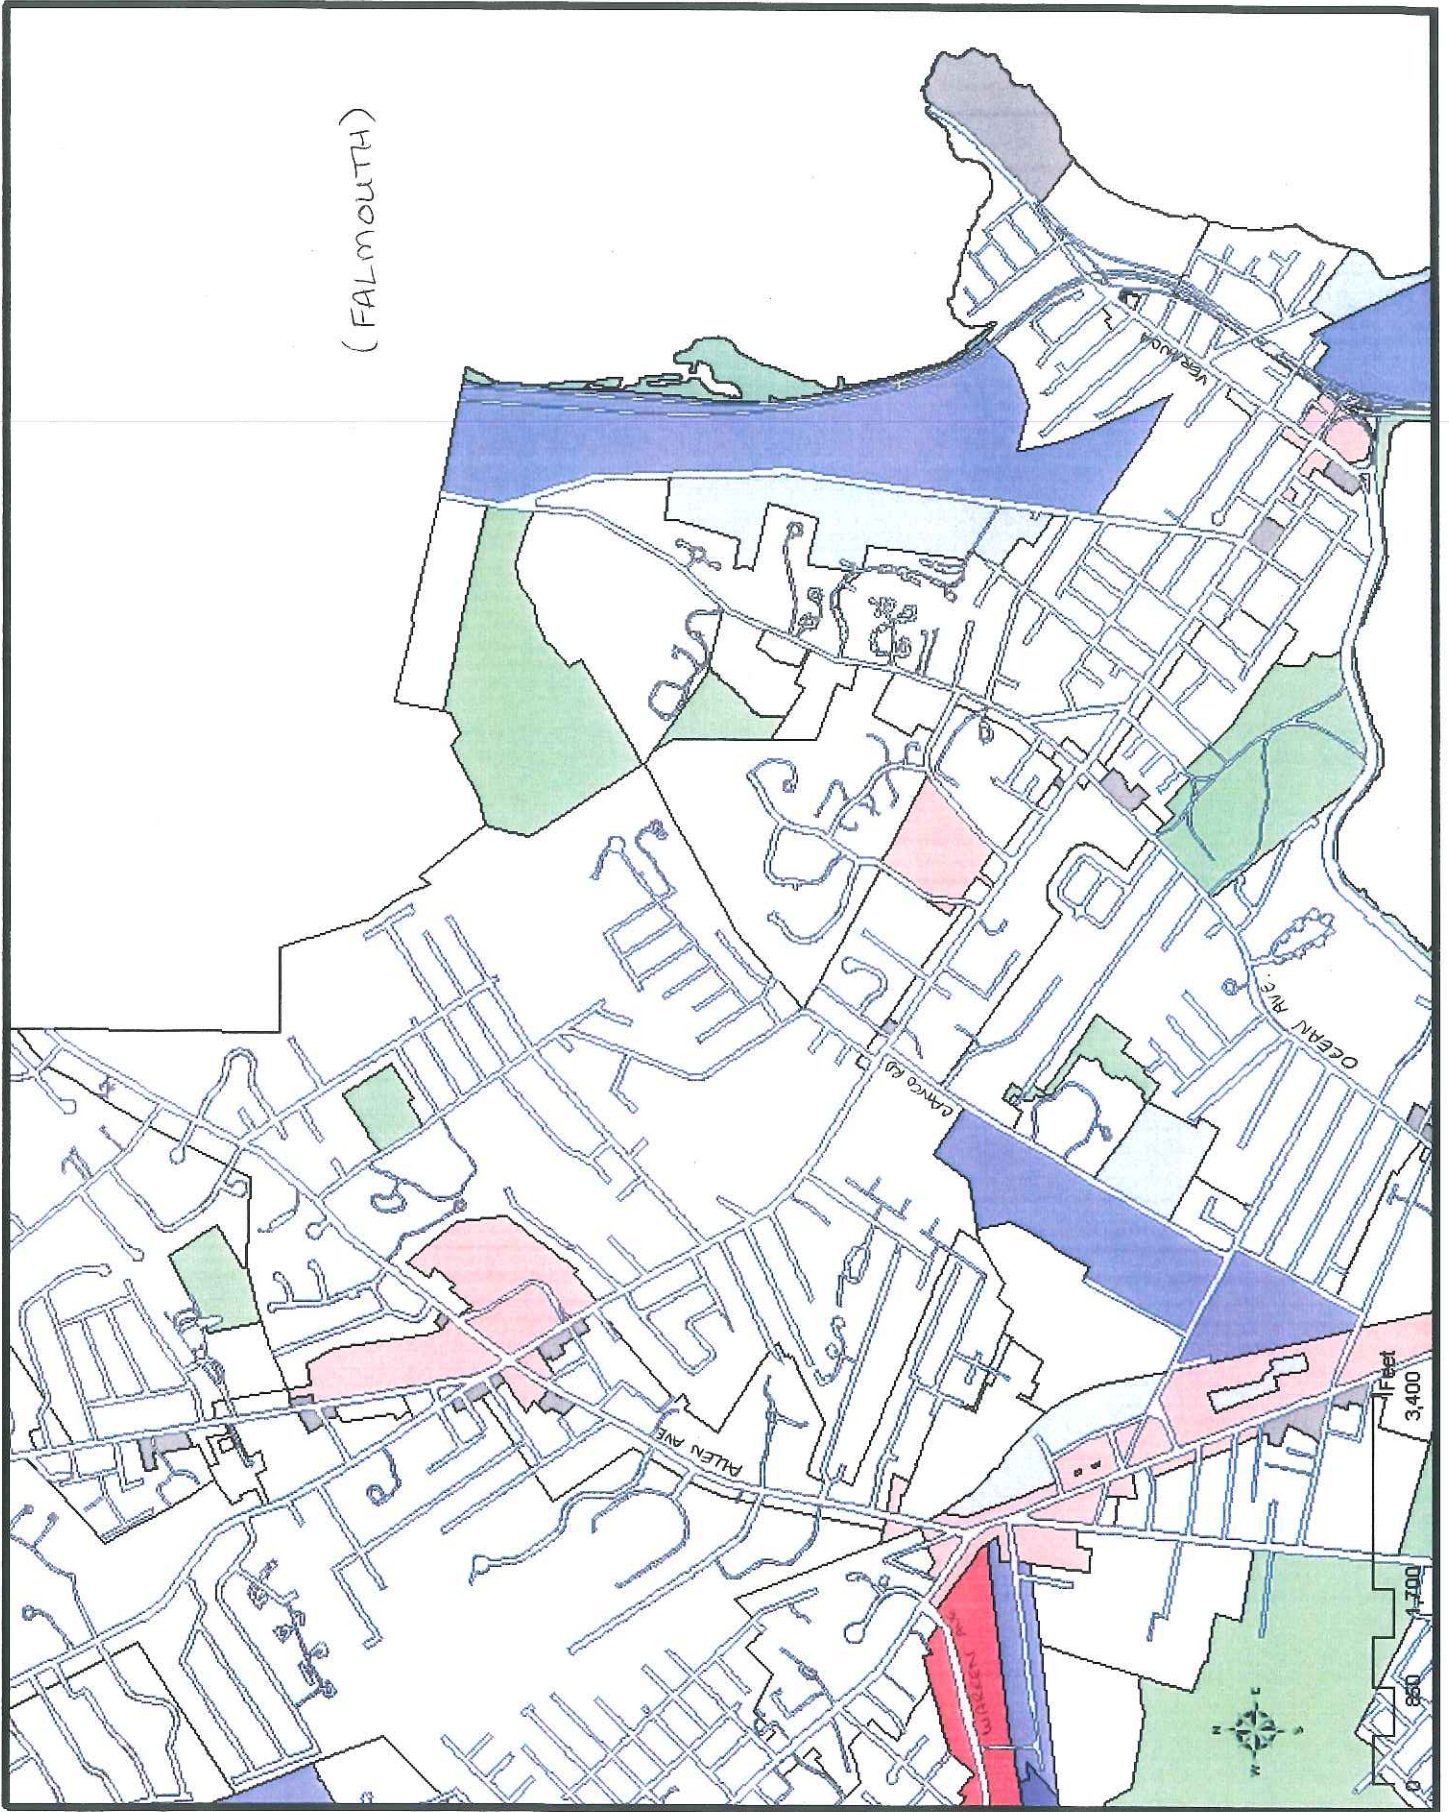 (FALMOUTH)
VERANDA
OCEAN AVE.
CANCO RD.
ALLEN AVE
WARREN AVE
N
W E
S
0 850 1,700 3,400
Feet